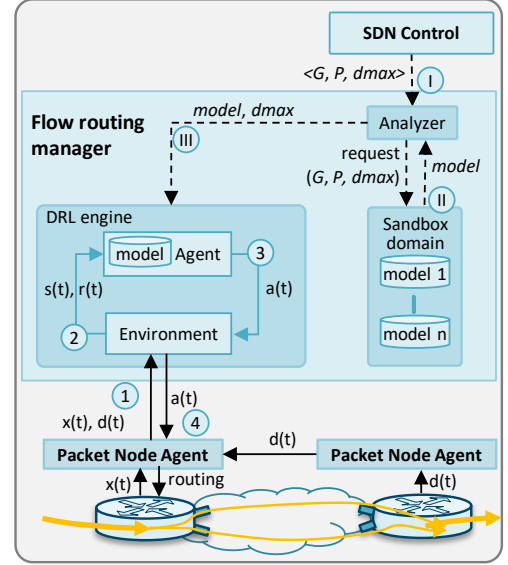 SDN Control
<G, P, dmax>
I
Flow routing
manager
model, dmax
III
Analyzer
request
(G, P, dmax)
model
II
DRL engine
model Agent
3
s(t), r(t)
a(t)
2
Environment
Sandbox
domain
model 1
model n
1
a(t)
x(t), d(t)
4
Packet Node Agent
d(t)
Packet Node Agent
x(t)
routing
d(t)